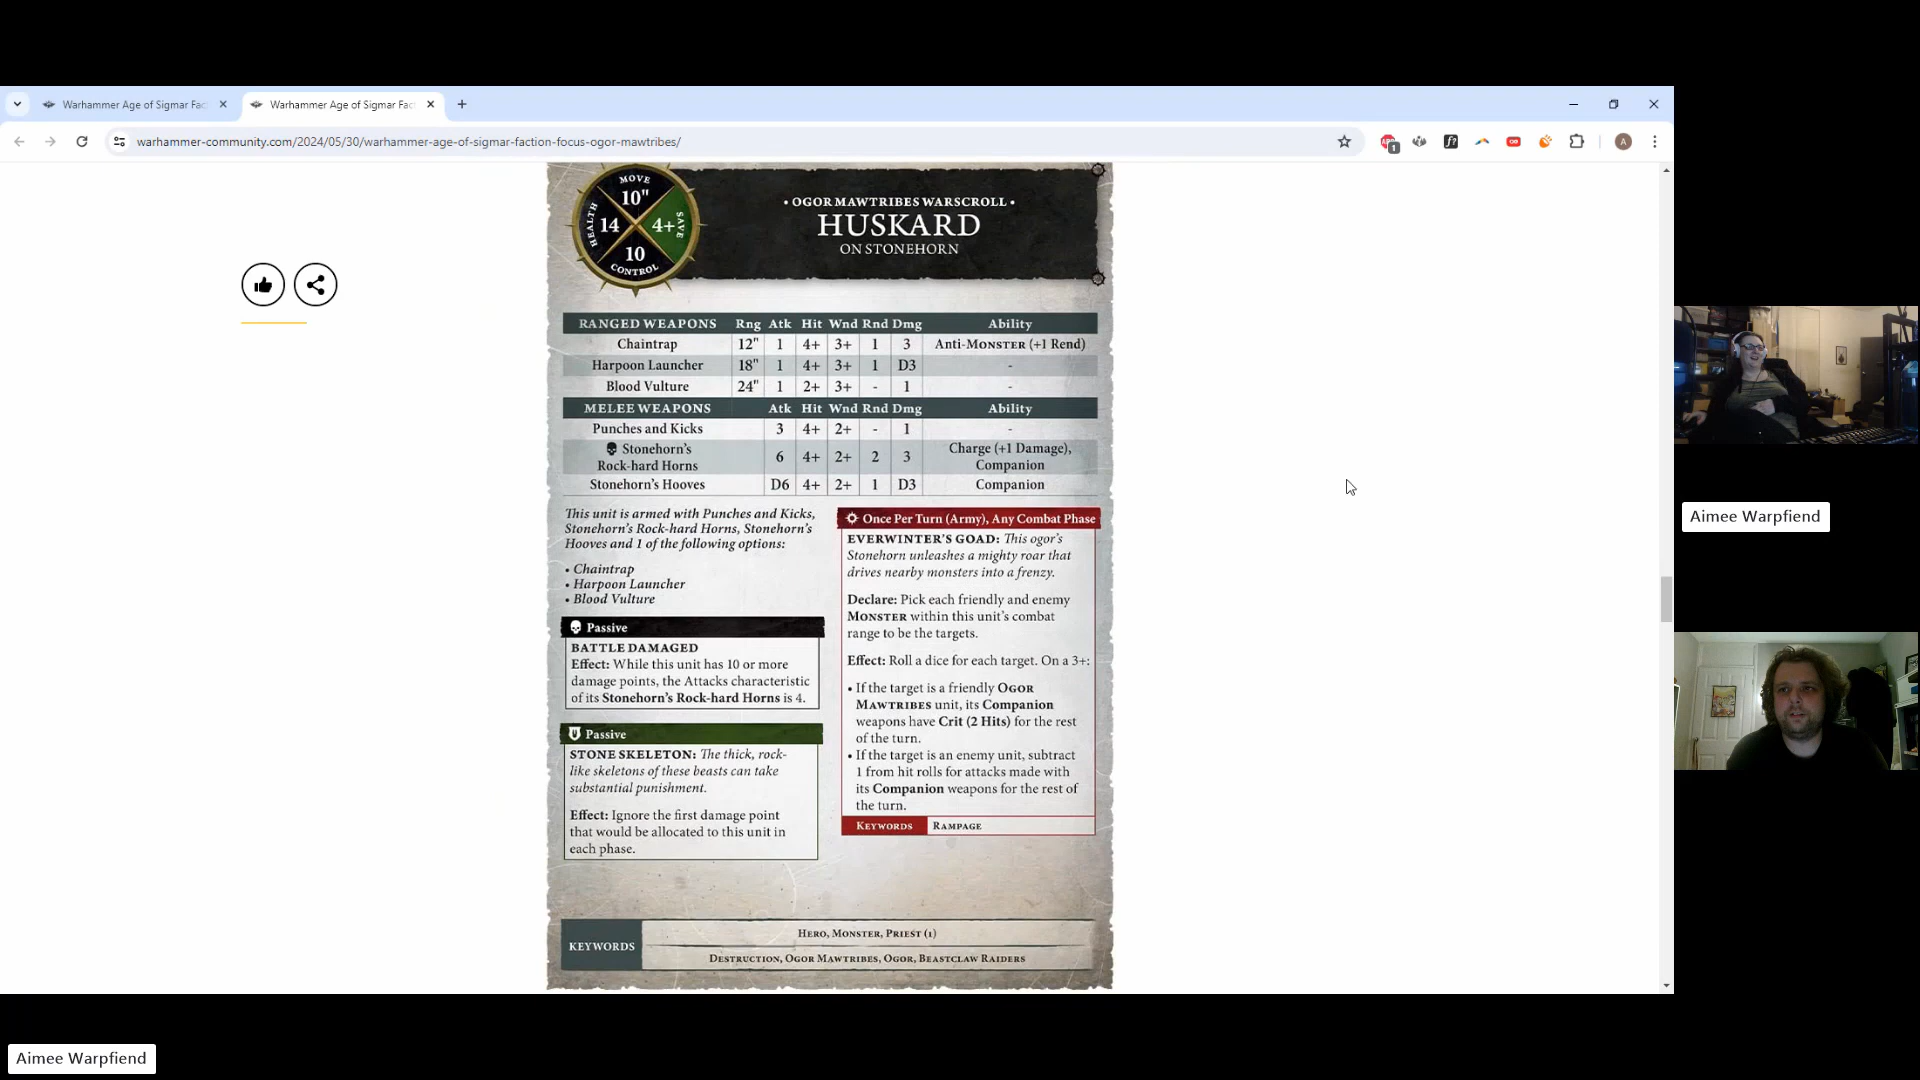 Warhammer Age of Sigmar Fac
Warhammer Age of Sigmar Fac
warhammer-community.com/2024/05/30/warhammer-age-of-sigmar-faction-focus-ogor-mawtribes/
MOVE
10"
HEALTH
14
4+
SAVE
10
CONTROL
• OGOR MAWTRIBES WARSCROLL •
HUSKARD
ON STONEHORN
RANGED WEAPONS Rng Atk Hit Wnd Rnd Dmg Ability
Chaintrap 12" 1 4+ 3+ 1 3 Anti-MONSTER (+1 Rend)
Harpoon Launcher 18" 1 4+ 3+ 1 D3 -
Blood Vulture 24" 1 2+ 3+ - 1 -
MELEE WEAPONS Atk Hit Wnd Rnd Dmg Ability
Punches and Kicks 3 4+ 2+ - 1 -
Stonehorn's
Rock-hard Horns 6 4+ 2+ 2 3 Charge (+1 Damage),
Companion
Stonehorn's Hooves D6 4+ 2+ 1 D3 Companion
This unit is armed with Punches and Kicks,
Stonehorn's Rock-hard Horns, Stonehorn's
Hooves and 1 of the following options:
• Chaintrap
• Harpoon Launcher
• Blood Vulture
Passive
BATTLE DAMAGED
Effect: While this unit has 10 or more
damage points, the Attacks characteristic
of its Stonehorn's Rock-hard Horns is 4.
Passive
STONE SKELETON: The thick, rock-
like skeletons of these beasts can take
substantial punishment.
Effect: Ignore the first damage point
that would be allocated to this unit in
each phase.
Once Per Turn (Army), Any Combat Phase
EVERWINTER'S GOAD: This ogor's
Stonehorn unleashes a mighty roar that
drives nearby monsters into a frenzy.
Declare: Pick each friendly and enemy
MONSTER within this unit's combat
range to be the targets.
Effect: Roll a dice for each target. On a 3+:
• If the target is a friendly OGOR
MAWTRIBES unit, its Companion
weapons have Crit (2 Hits) for the rest
of the turn.
• If the target is an enemy unit, subtract
1 from hit rolls for attacks made with
its Companion weapons for the rest of
the turn.
KEYWORDS RAMPAGE
KEYWORDS
HERO, MONSTER, PRIEST (1)
DESTRUCTION, OGOR MAWTRIBES, OGOR, BEASTCLAW RAIDERS
Aimee Warpfiend
Aimee Warpfiend